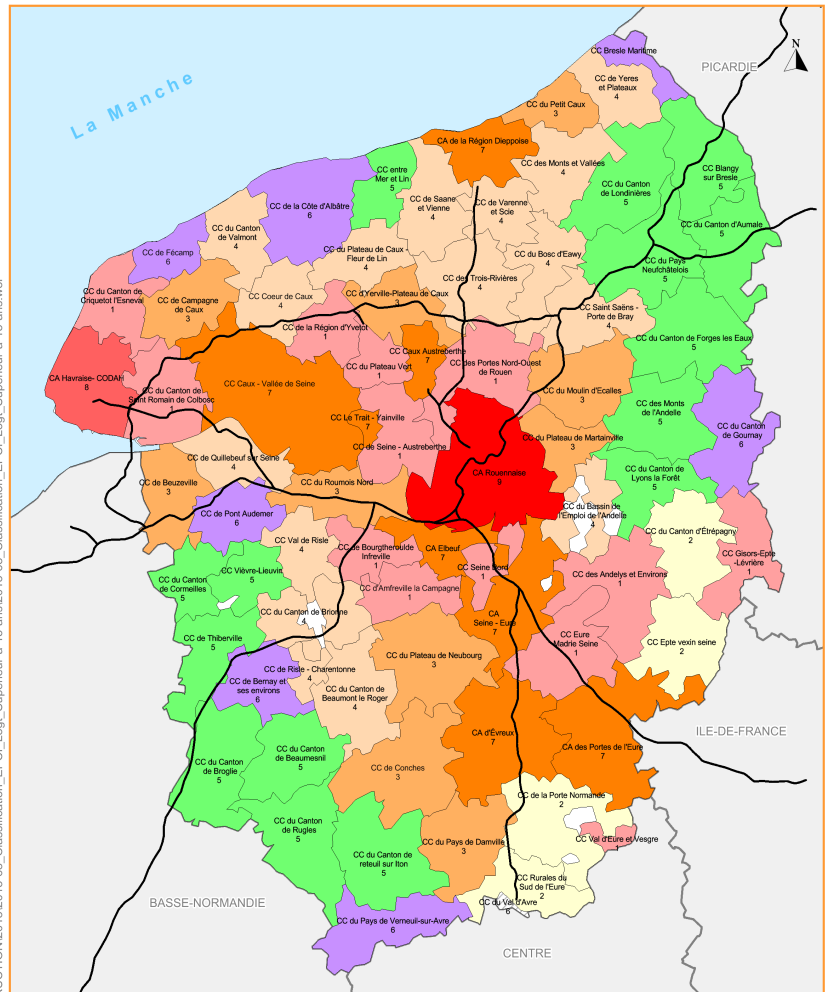 N
PICARDIE
La Manche
CC Bresle Maritime
CC de Yeres
et Plateaux
4
CC du Petit Caux
3
CA de la Région Dieppoise
7
CC des Monts et Vallées
4
CC entre
Mer et Lin
5
CC du Canton
de Londinières
5
CC Blangy
sur Bresle
5
CC de la Côte d'Albâtre
6
CC de Saane
et Vienne
4
CC de Varenne
et Scie
4
CC du Canton
de Valmont
4
CC du Canton d'Aumale
5
CC de Fécamp
6
CC du Plateau de Caux
Fleur de Lin
4
CC du Bosc d'Eawy
4
CC du Pays
Neufchâtelois
5
CC des Trois-Rivières
4
CC du Canton de
Criquetot l'Esneval
1
CC de Campagne
de Caux
3
CC Coeur de Caux
4
CC d'Yerville-Plateau de Caux
3
CC Saint Saëns -
Porte de Bray
4
CC de la Région d'Yvetot
1
CC du Canton de Forges les Eaux
5
CC Caux Austreberthe
7
CC des Portes Nord-Ouest
de Rouen
1
CC du Plateau Vert
1
CA Havraise- CODAH
8
CC du Canton de
Saint Romain de Colbosc
1
CC Caux - Vallée de Seine
7
CC du Moulin d'Ecalles
3
CC des Monts
de l'Andelle
5
CC du Canton
de Gournay
6
CC Le Trait - Yainville
7
CC du Plateau de Martainville
3
CC de Seine - Austreberthe
1
CC de Quillebeuf sur Seine
4
CA Rouennaise
9
CC du Canton de
Lyons la Forêt
5
CC de Beuzeville
3
CC du Roumois Nord
3
CC de Pont Audemer
6
CC du Bassin de
l'Emploi de l'Andelle
4
CC du Canton d'Étrépagny
2
CC Val de Risle
4
CC de Bourgtheroulde
Infreville
1
CA Elbeuf
7
CC Gisors-Epte
-Lévrière
1
CC Seine Bord
1
CC des Andelys et Environs
1
CC Vièvre-Lieuvin
5
CC du Canton
de Cormeilles
5
CC d'Amfreville la Campagne
1
CC du Canton de Brionne
4
CA
Seine - Eure
7
CC de Thiberville
5
CC Eure
Madrie Seine
1
CC Epte vexin seine
2
CC du Plateau de Neubourg
3
CC de Risle - Charentonne
4
CC de Bernay et
ses environs
6
CC du Canton de
Beaumont le Roger
4
ILE-DE-FRANCE
CA d'Évreux
7
CA des Portes de l'Eure
7
CC du Canton
de Beaumesnil
5
CC du Canton
de Broglie
5
CC de Conches
3
CC de la Porte Normande
2
CC du Canton
de Rugles
5
CC du Pays de Damville
3
CC Val d'Eure et Vesgre
1
CC du Canton de
reteuil sur Iton
5
CC Rurales du
Sud de l'Eure
2
BASSE-NORMANDIE
CC du Val d'Avre
6
CC du Pays de Verneuil-sur-Avre
6
CENTRE